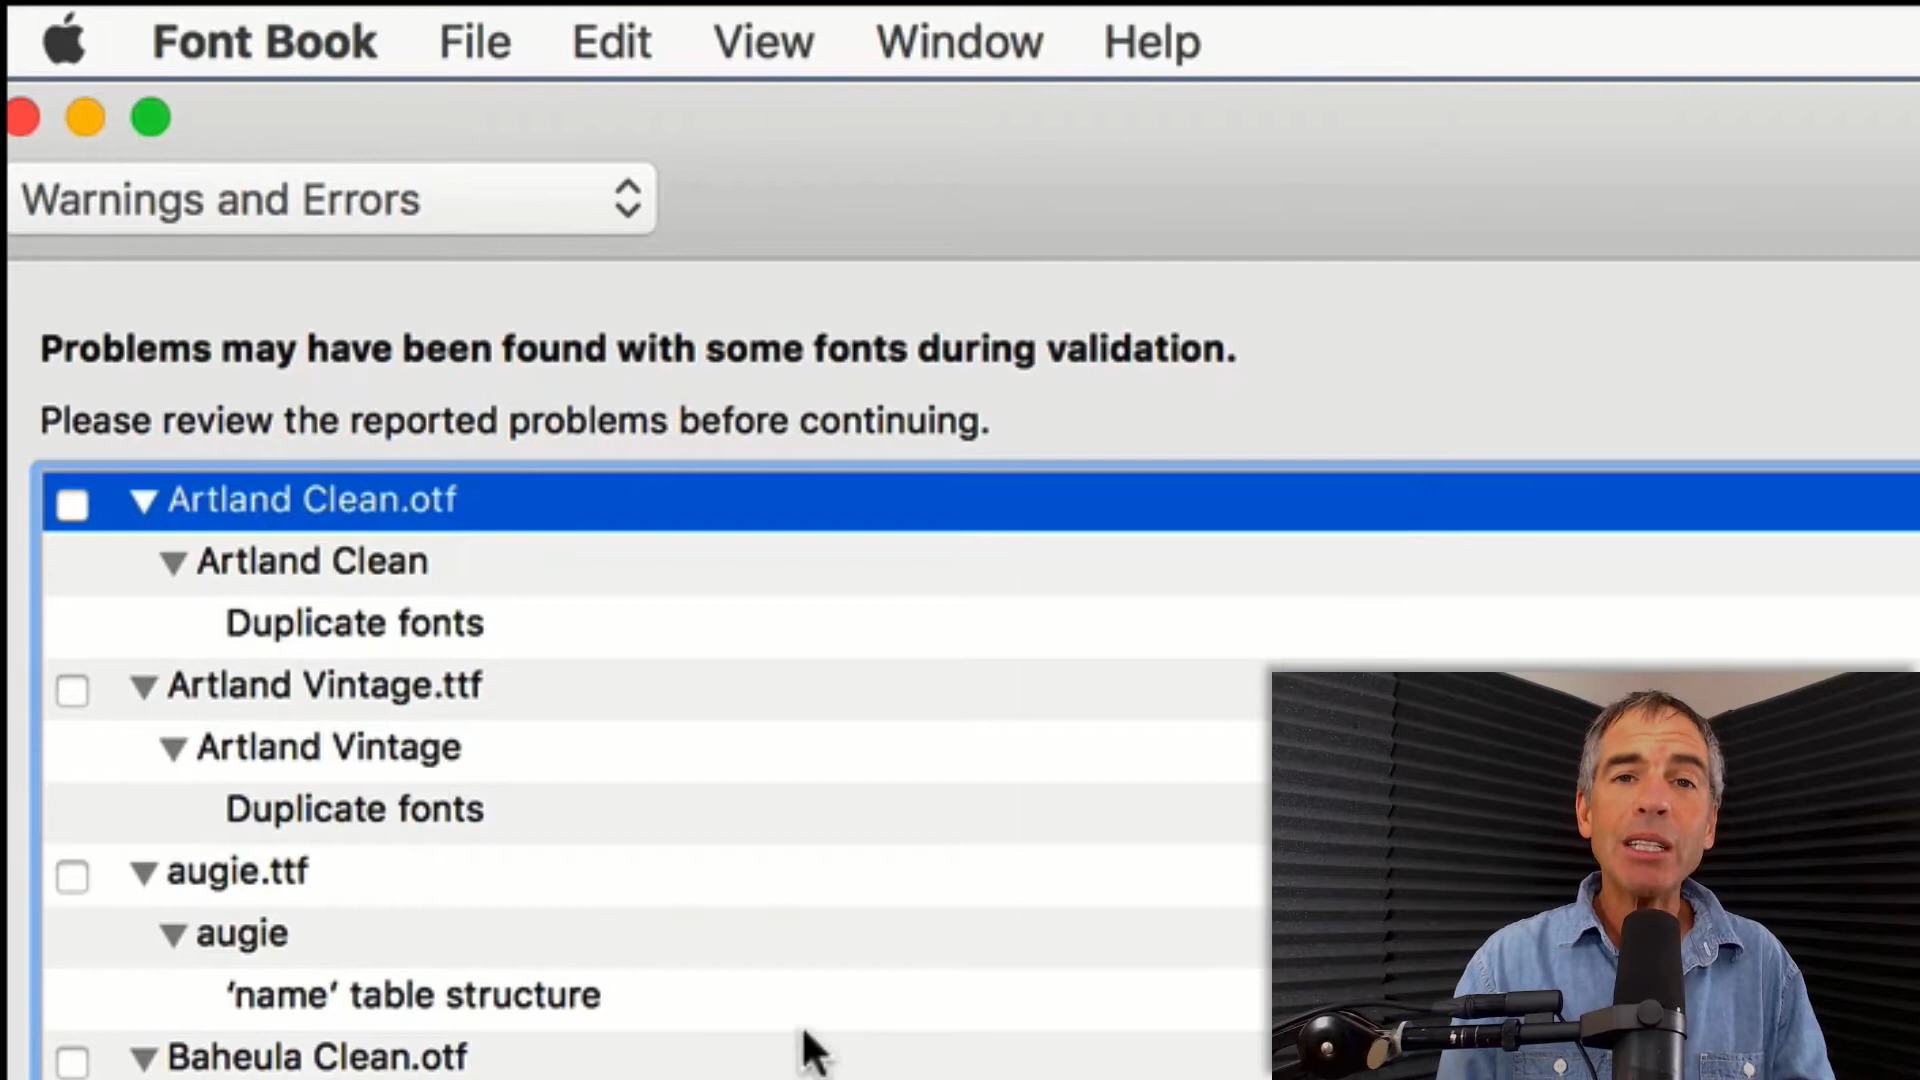 Font Book File Edit View Window Help
Warnings and Errors
Problems may have been found with some fonts during validation.
Please review the reported problems before continuing.
Artland Clean.otf
Artland Clean
Duplicate fonts
Artland Vintage.ttf
Artland Vintage
Duplicate fonts
augie.ttf
augie
‘name’ table structure
Baheula Clean.otf